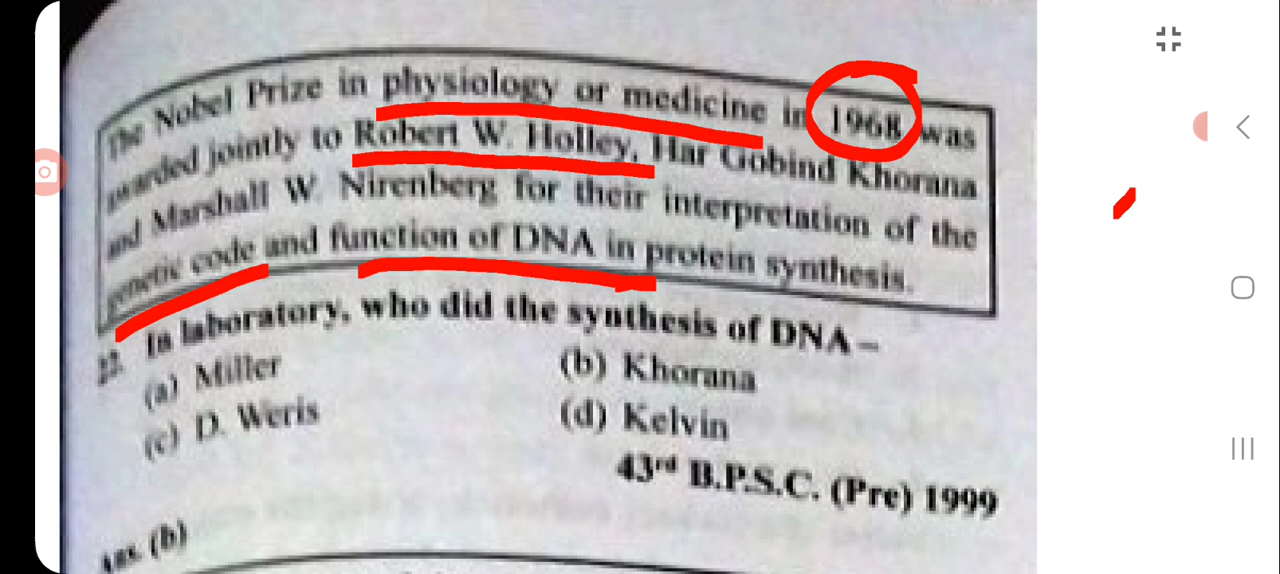 The Nobel Prize in physiology or medicine in 1968 was
awarded jointly to Robert W. Holley, Har Gobind Khorana
and Marshall W. Nirenberg for their interpretation of the
genetic code and function of DNA in protein synthesis.
22. In laboratory, who did the synthesis of DNA –
(a) Miller (b) Khorana
(c) D. Weris (d) Kelvin
43rd B.P.S.C. (Pre) 1999
Ans. (b)